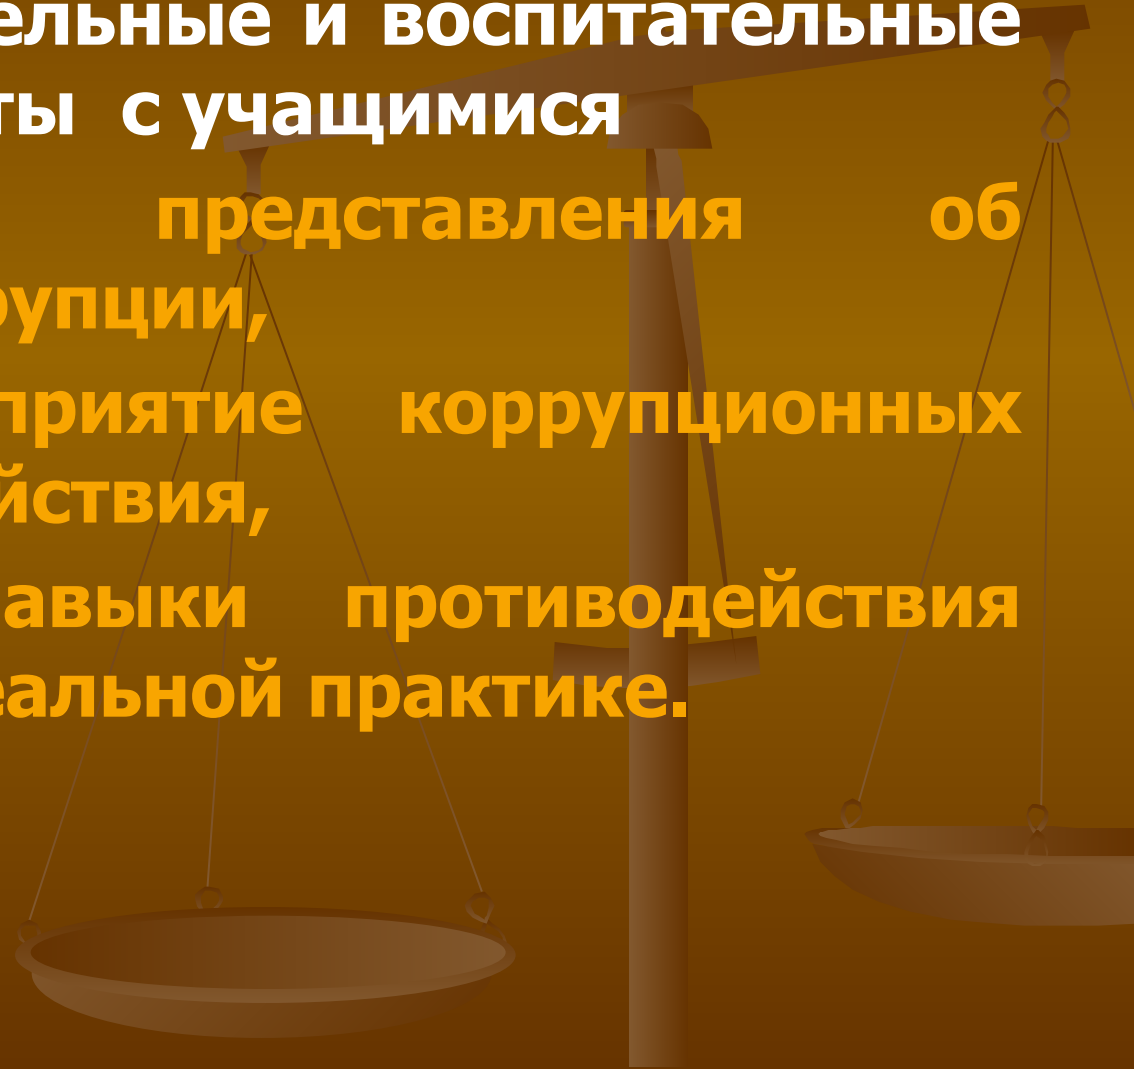 ельные и воспитательные
ты с учащимися
представления об
рупции,
приятие коррупционных
йствия,
авыки противодействия
еальной практике.